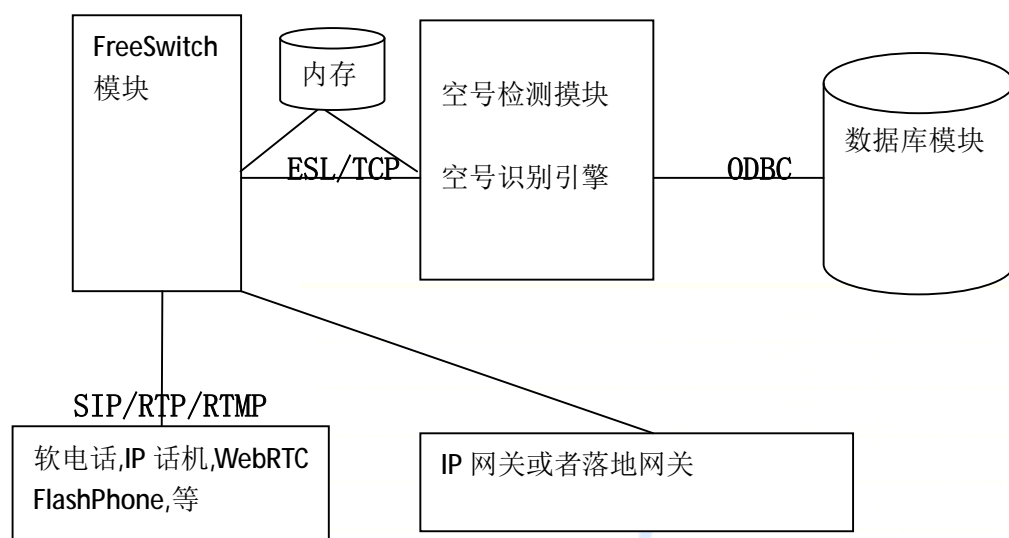 FreeSwitch
模块
内存
空号检测摸块
空号识别引擎
数据库模块
ESL/TCP
ODBC
SIP/RTP/RTMP
软电话,IP 话机,WebRTC
FlashPhone,等
IP 网关或者落地网关